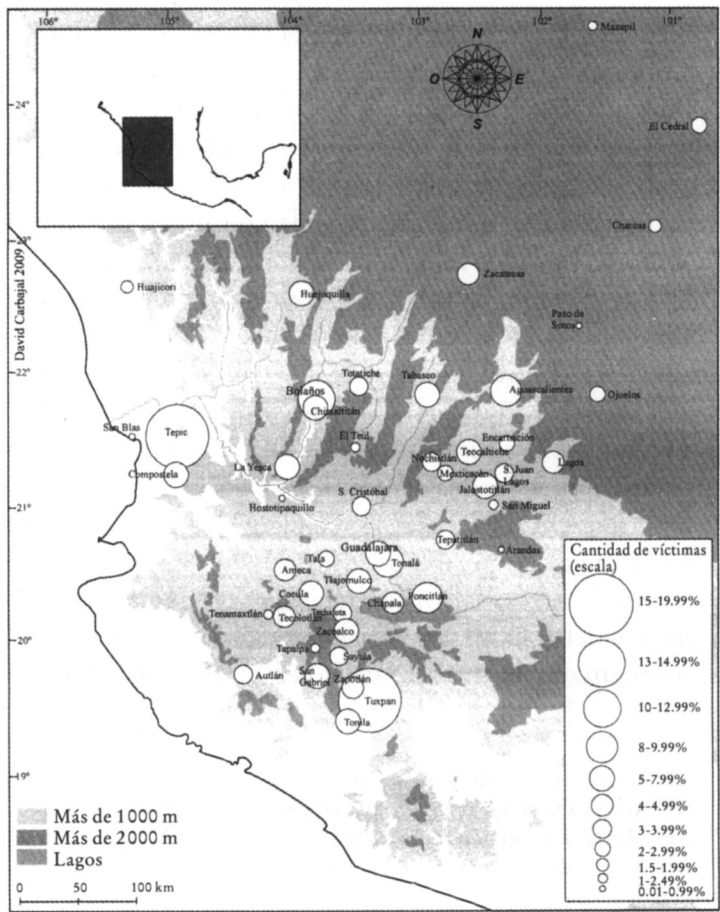 106°
105°
104°
103°
102°
101°
Mazapil
N
O
E
S
24°
El Cedral
23°
Charcas
Huajicori
Huejuquilla
Zacatecas
David Carbajal 2009
Pazo de
Sotos
22°
Totatiche
Tabasco
Aguascalientes
Ojuelos
Bolaños
Chimaltitán
San Blas
Tepic
El Teúl
Encarnación
Teocaltiche
Nochistlán
Lagos
Compostela
La Yesca
Mexticacán
S. Juan
Lagos
Jalostotitlán
21°
Hostotipaquillo
S. Cristóbal
San Miguel
Tepatitlán
Arandas
Guadalajara
Tala
Tonalá
Ameca
Tlajomulco
Cocula
Chapala
Poncitlán
Tenamaxtlán
Tecolotlán
Techaluta
20°
Zacoalco
Tapalpa
Sayula
Autlán
San
Gabriel
Zapotlán
Tuxpan
Tonila
19°
Cantidad de víctimas
(escala)
15-19.99%
13-14.99%
10-12.99%
8-9.99%
5-7.99%
4-4.99%
3-3.99%
2-2.99%
1.5-1.99%
1-2.49%
0.01-0.99%
Más de 1000 m
Más de 2000 m
Lagos
0 50 100 km